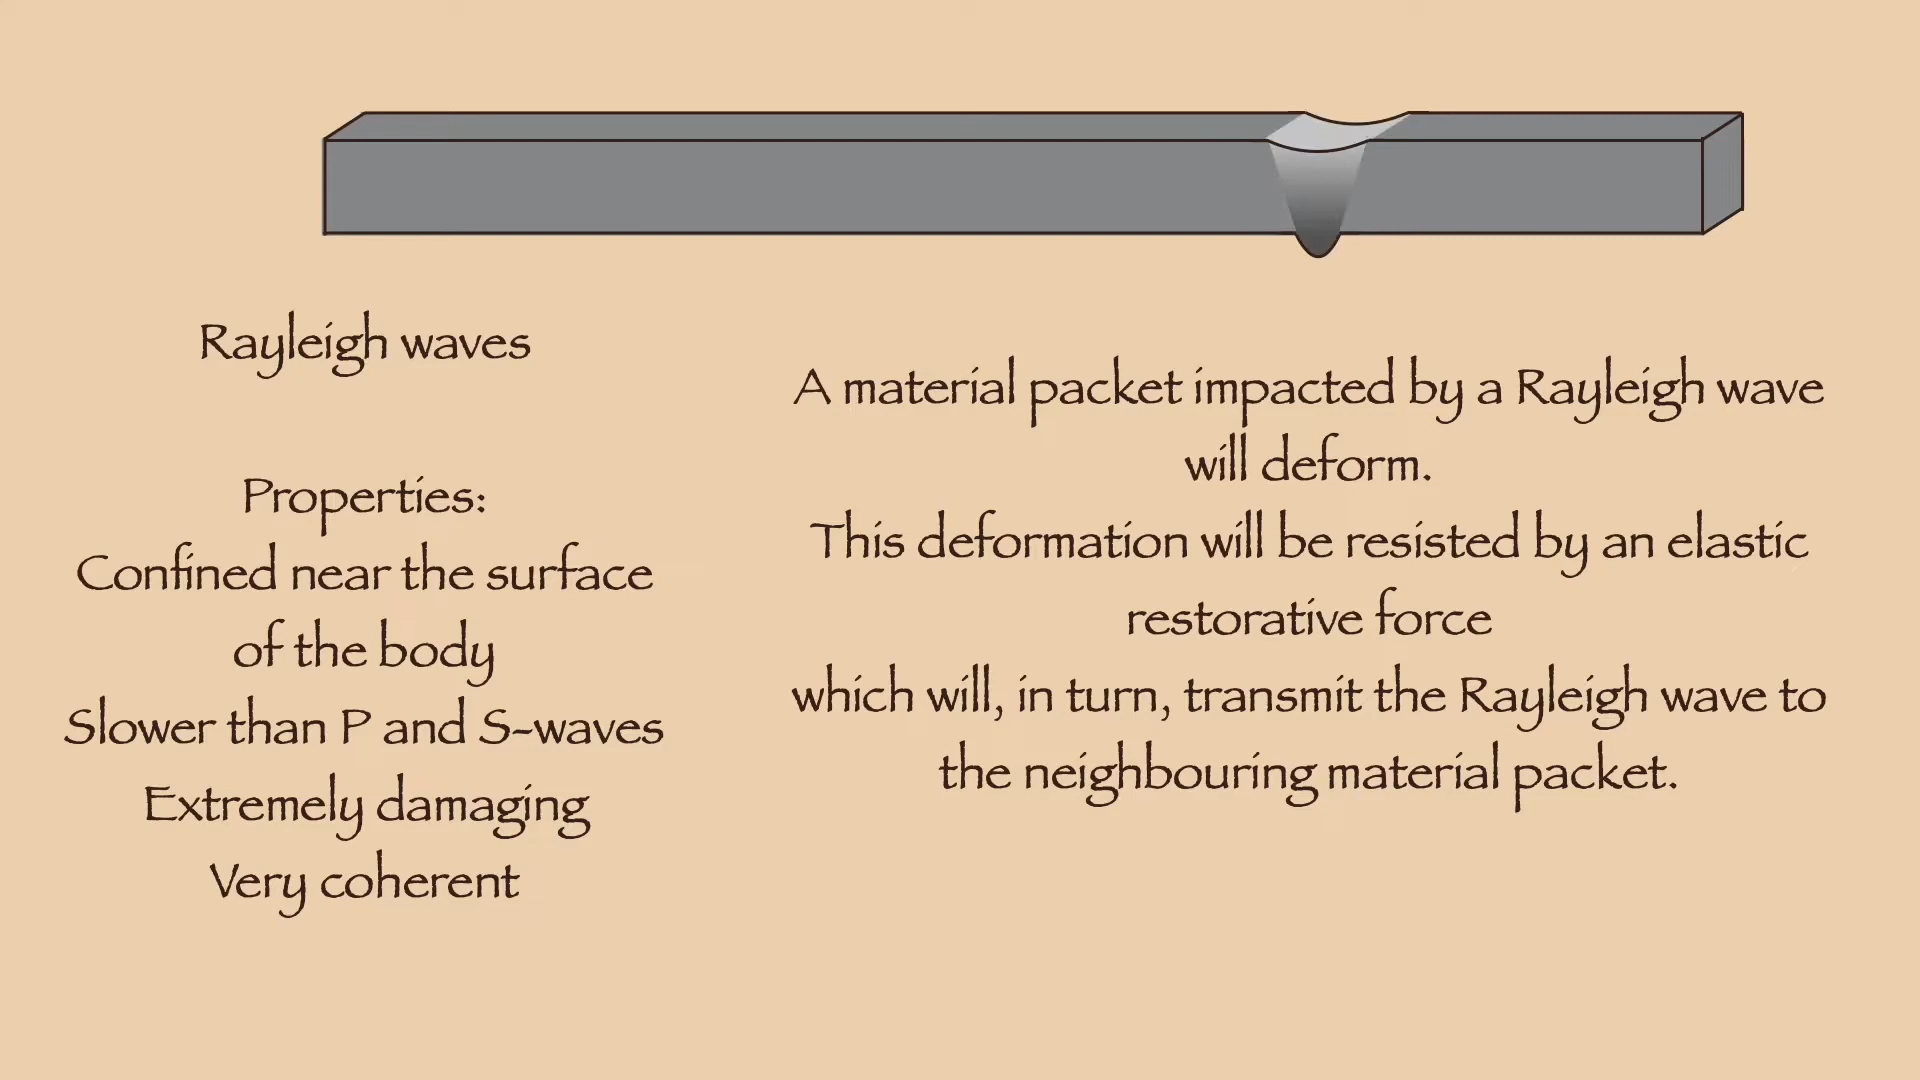 Rayleigh waves
Properties:
Confined near the surface
of the body
Slower than P and S-waves
Extremely damaging
Very coherent
A material packet impacted by a Rayleigh wave
will deform.
This deformation will be resisted by an elastic
restorative force
which will, in turn, transmit the Rayleigh wave to
the neighbouring material packet.